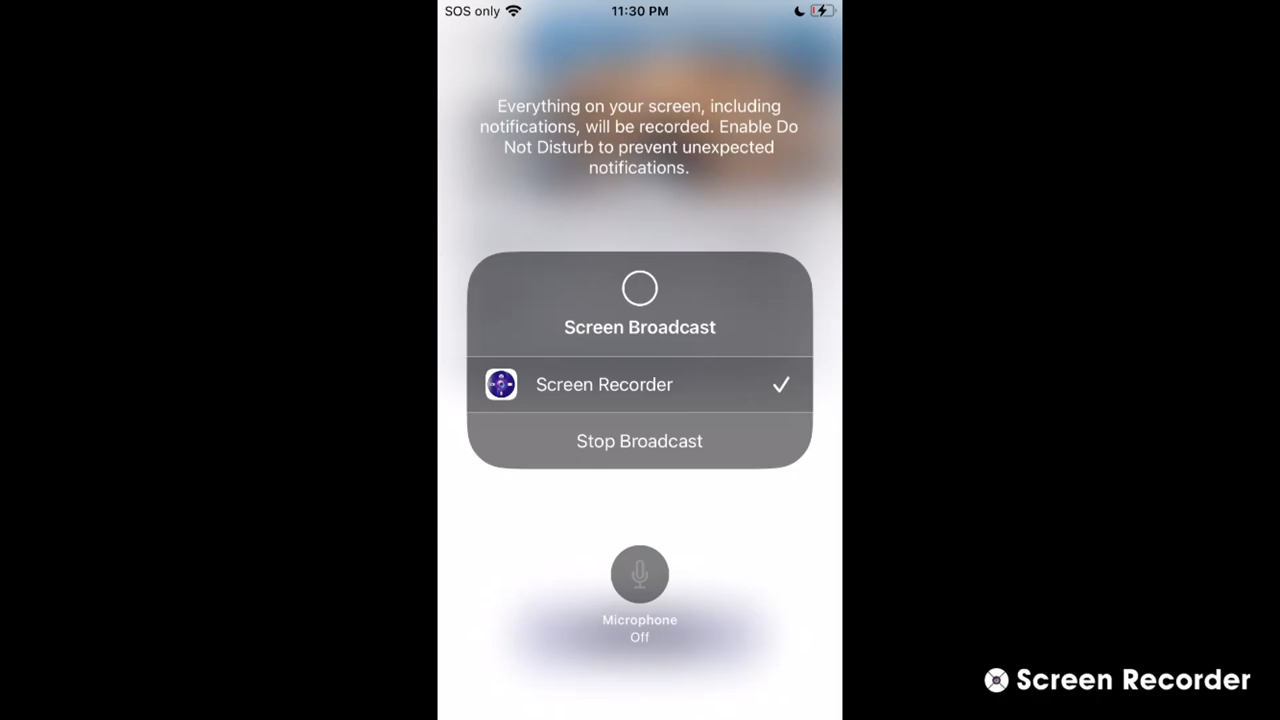 SOS only
11:30 PM
Everything on your screen, including
notifications, will be recorded. Enable Do
Not Disturb to prevent unexpected
notifications.
Screen Broadcast
Screen Recorder
Stop Broadcast
Microphone
Off
Screen Recorder